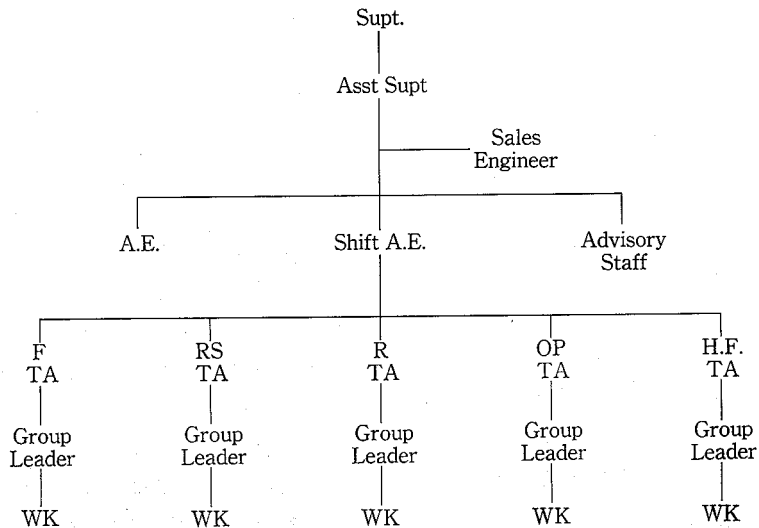 Supt.
Asst Supt
Sales
Engineer
A.E.
Shift A.E.
Advisory
Staff
F
TA
RS
TA
R
TA
OP
TA
H.F.
TA
Group
Leader
Group
Leader
Group
Leader
Group
Leader
Group
Leader
WK
WK
WK
WK
WK